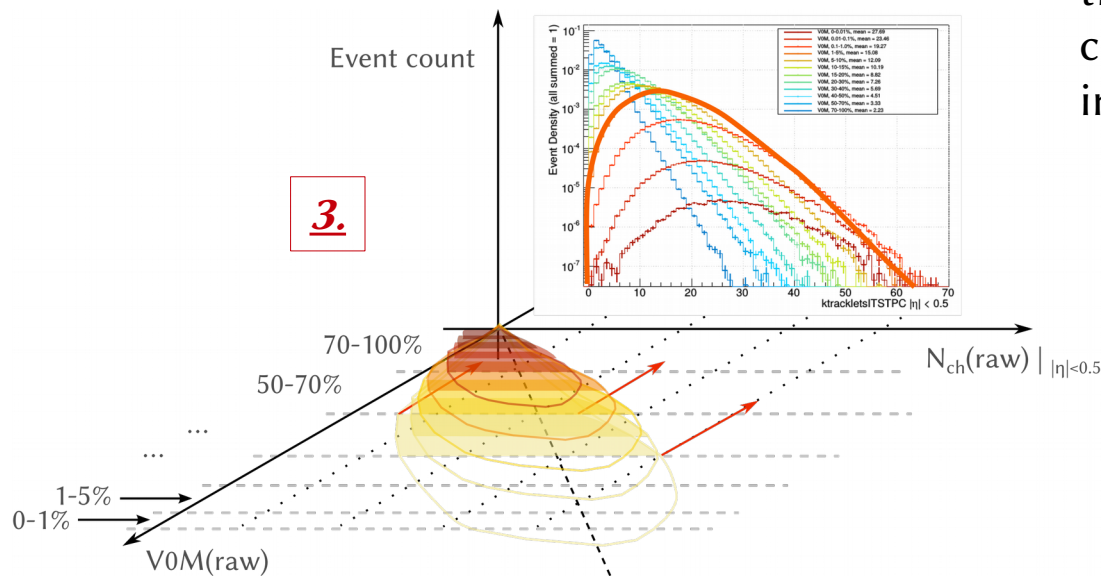 Event count
Event Density (all summed = 1)
10⁻¹
10⁻²
10⁻³
10⁻⁴
10⁻⁵
10⁻⁶
10⁻⁷
V0M, 0-0.01%, mean = 27.69
V0M, 0.01-0.1%, mean = 23.46
V0M, 0.1-1.0%, mean = 19.27
V0M, 1-5%, mean = 15.08
V0M, 5-10%, mean = 12.09
V0M, 10-15%, mean = 10.19
V0M, 15-20%, mean = 8.82
V0M, 20-30%, mean = 7.26
V0M, 30-40%, mean = 5.69
V0M, 40-50%, mean = 4.51
V0M, 50-70%, mean = 3.33
V0M, 70-100%, mean = 2.23
0 10 20 30 40 50 60 70
ktrackletsITSTPC |η| < 0.5
c
in
3.
70-100%
50-70%
...
...
1-5%
0-1%
V0M(raw)
N_ch(raw) | |η|<0.5